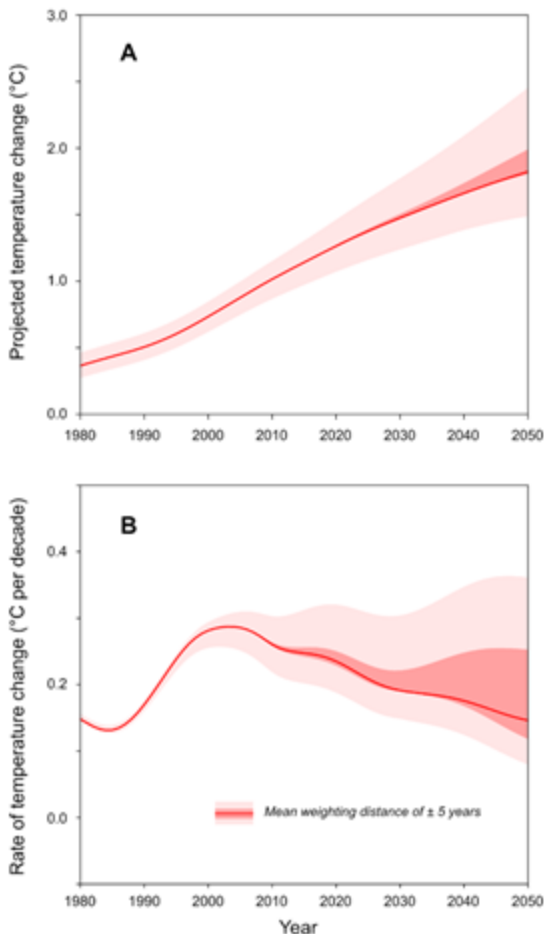 A
Projected temperature change (°C)
3.0
2.0
1.0
0.0
1980 1990 2000 2010 2020 2030 2040 2050
B
Rate of temperature change (°C per decade)
0.4
0.2
0.0
Mean weighting distance of ± 5 years
1980 1990 2000 2010 2020 2030 2040 2050
Year